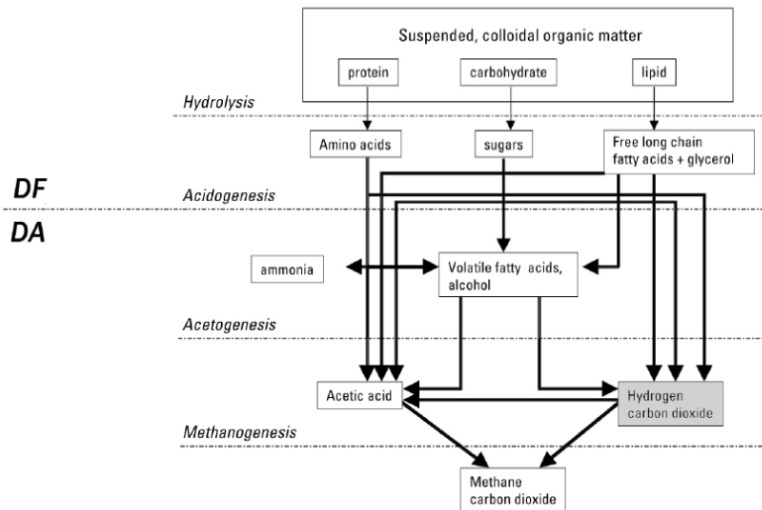 Suspended, colloidal organic matter
protein
carbohydrate
lipid
Hydrolysis
Amino acids
sugars
Free long chain
fatty acids + glycerol
DF
Acidogenesis
DA
ammonia
Volatile fatty acids,
alcohol
Acetogenesis
Acetic acid
Hydrogen
carbon dioxide
Methanogenesis
Methane
carbon dioxide